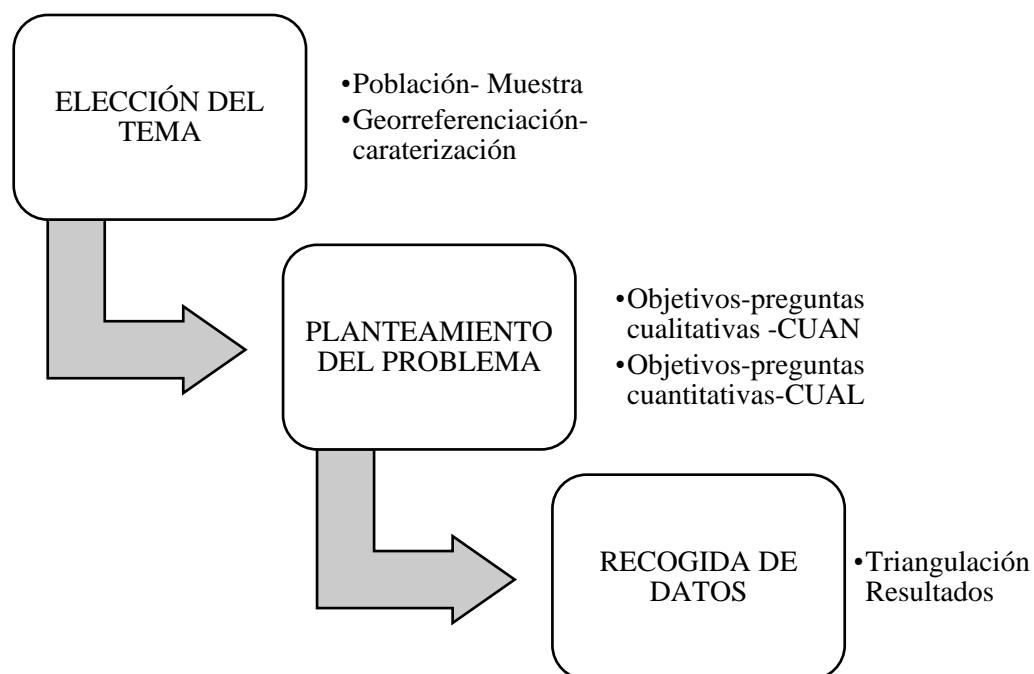 ELECCIÓN DEL
TEMA
•Población- Muestra
•Georreferenciación-
caraterización
PLANTEAMIENTO
DEL PROBLEMA
•Objetivos-preguntas
cualitativas -CUAN
•Objetivos-preguntas
cuantitativas-CUAL
RECOGIDA DE
DATOS
•Triangulación
Resultados